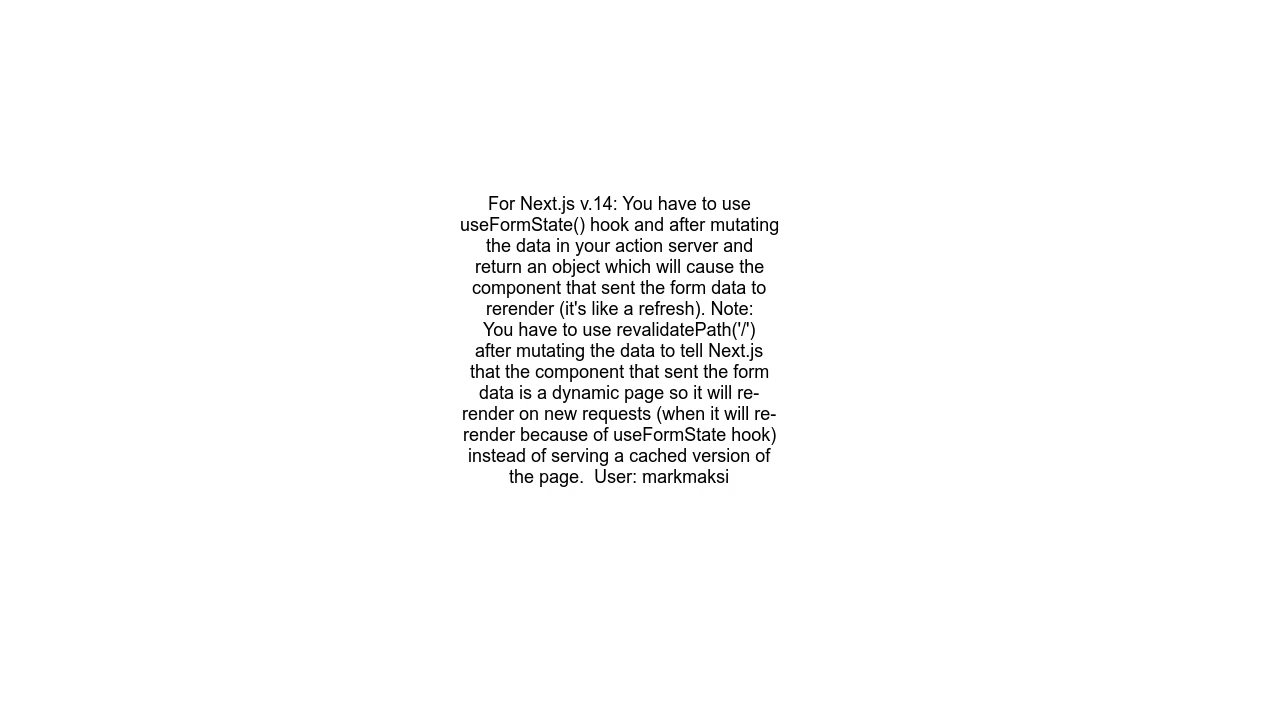 For Next.js v.14: You have to use
useFormState() hook and after mutating
the data in your action server and
return an object which will cause the
component that sent the form data to
rerender (it's like a refresh). Note:
You have to use revalidatePath('/')
after mutating the data to tell Next.js
that the component that sent the form
data is a dynamic page so it will re-
render on new requests (when it will re-
render because of useFormState hook)
instead of serving a cached version of
the page.  User: markmaksi